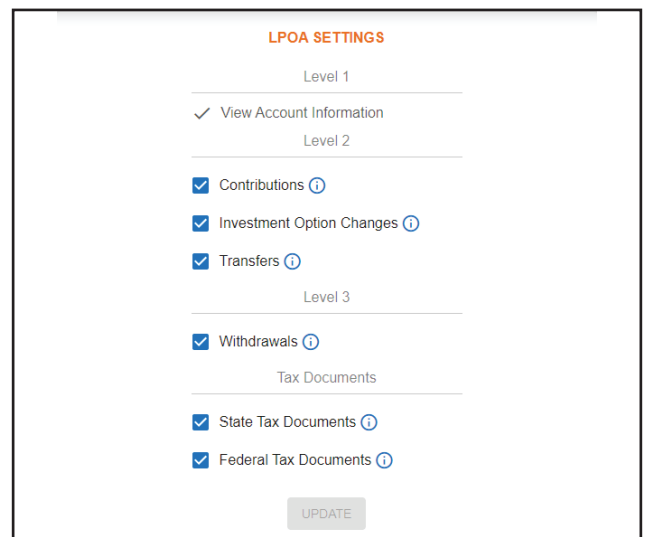 LPOA SETTINGS
Level 1
View Account Information
Level 2
Contributions
Investment Option Changes
Transfers
Level 3
Withdrawals
Tax Documents
State Tax Documents
Federal Tax Documents
UPDATE